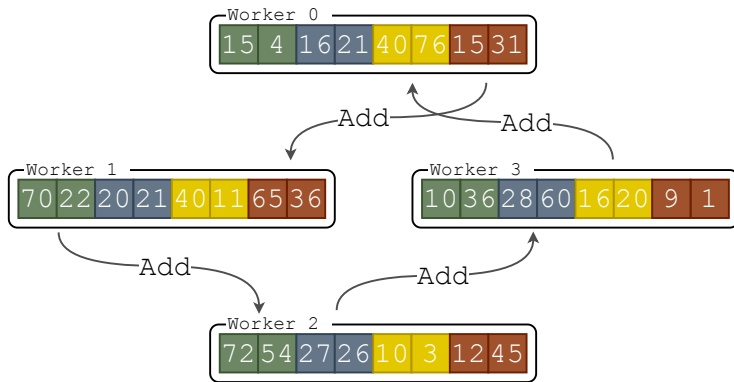 Worker 0
15 4 16 21 40 76 15 31
Add Add
Worker 1
70 22 20 21 40 11 65 36
Worker 3
10 36 28 60 16 20 9 1
Add Add
Worker 2
72 54 27 26 10 3 12 45